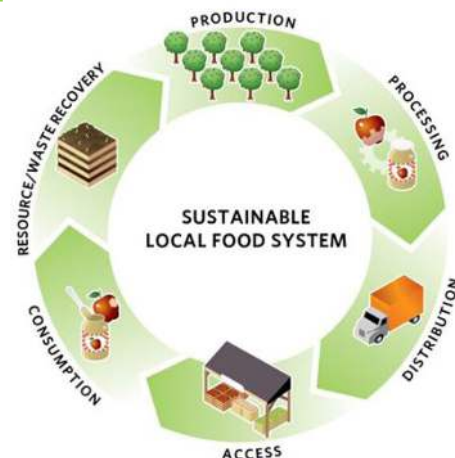 PRODUCTION
PROCESSING
DISTRIBUTION
ACCESS
CONSUMPTION
RESOURCE/WASTE RECOVERY
SUSTAINABLE
LOCAL FOOD SYSTEM